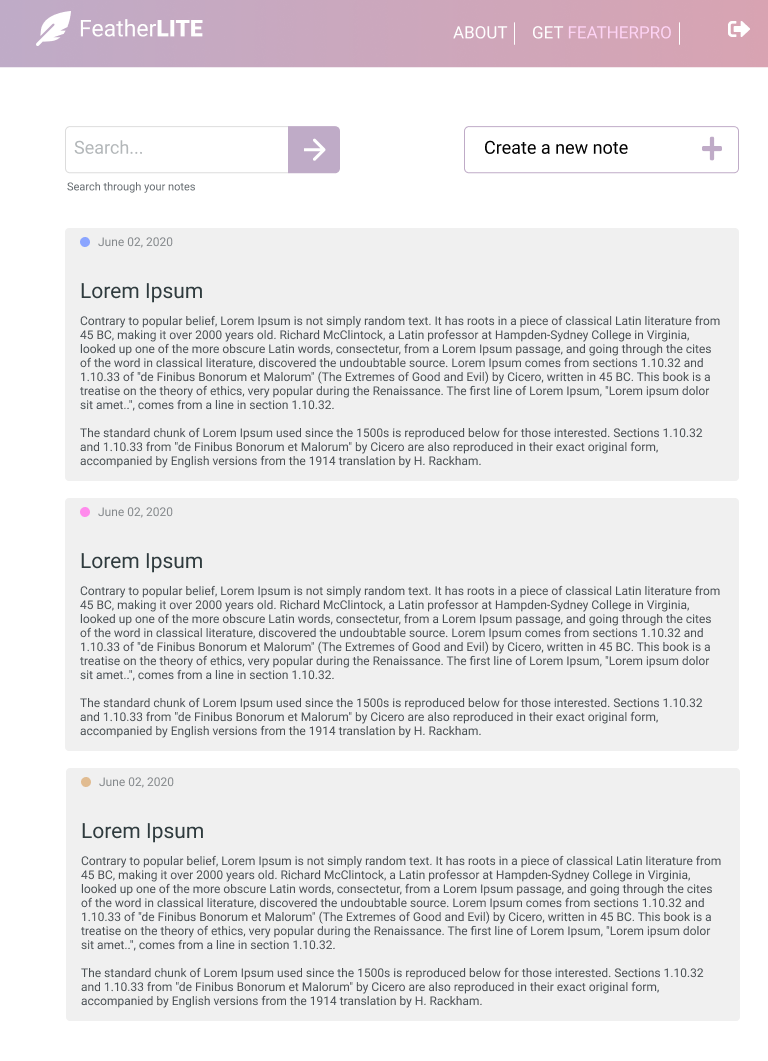 FeatherLITE
ABOUT
GET FEATHERPRO
Search...
Create a new note
Search through your notes
June 02, 2020
Lorem Ipsum
Contrary to popular belief, Lorem Ipsum is not simply random text. It has roots in a piece of classical Latin literature from
45 BC, making it over 2000 years old. Richard McClintock, a Latin professor at Hampden-Sydney College in Virginia,
looked up one of the more obscure Latin words, consectetur, from a Lorem Ipsum passage, and going through the cites
of the word in classical literature, discovered the undoubtable source. Lorem Ipsum comes from sections 1.10.32 and
1.10.33 of "de Finibus Bonorum et Malorum" (The Extremes of Good and Evil) by Cicero, written in 45 BC. This book is a
treatise on the theory of ethics, very popular during the Renaissance. The first line of Lorem Ipsum, "Lorem ipsum dolor
sit amet..", comes from a line in section 1.10.32.
The standard chunk of Lorem Ipsum used since the 1500s is reproduced below for those interested. Sections 1.10.32
and 1.10.33 from "de Finibus Bonorum et Malorum" by Cicero are also reproduced in their exact original form,
accompanied by English versions from the 1914 translation by H. Rackham.
June 02, 2020
Lorem Ipsum
Contrary to popular belief, Lorem Ipsum is not simply random text. It has roots in a piece of classical Latin literature from
45 BC, making it over 2000 years old. Richard McClintock, a Latin professor at Hampden-Sydney College in Virginia,
looked up one of the more obscure Latin words, consectetur, from a Lorem Ipsum passage, and going through the cites
of the word in classical literature, discovered the undoubtable source. Lorem Ipsum comes from sections 1.10.32 and
1.10.33 of "de Finibus Bonorum et Malorum" (The Extremes of Good and Evil) by Cicero, written in 45 BC. This book is a
treatise on the theory of ethics, very popular during the Renaissance. The first line of Lorem Ipsum, "Lorem ipsum dolor
sit amet..", comes from a line in section 1.10.32.
The standard chunk of Lorem Ipsum used since the 1500s is reproduced below for those interested. Sections 1.10.32
and 1.10.33 from "de Finibus Bonorum et Malorum" by Cicero are also reproduced in their exact original form,
accompanied by English versions from the 1914 translation by H. Rackham.
June 02, 2020
Lorem Ipsum
Contrary to popular belief, Lorem Ipsum is not simply random text. It has roots in a piece of classical Latin literature from
45 BC, making it over 2000 years old. Richard McClintock, a Latin professor at Hampden-Sydney College in Virginia,
looked up one of the more obscure Latin words, consectetur, from a Lorem Ipsum passage, and going through the cites
of the word in classical literature, discovered the undoubtable source. Lorem Ipsum comes from sections 1.10.32 and
1.10.33 of "de Finibus Bonorum et Malorum" (The Extremes of Good and Evil) by Cicero, written in 45 BC. This book is a
treatise on the theory of ethics, very popular during the Renaissance. The first line of Lorem Ipsum, "Lorem ipsum dolor
sit amet..", comes from a line in section 1.10.32.
The standard chunk of Lorem Ipsum used since the 1500s is reproduced below for those interested. Sections 1.10.32
and 1.10.33 from "de Finibus Bonorum et Malorum" by Cicero are also reproduced in their exact original form,
accompanied by English versions from the 1914 translation by H. Rackham.